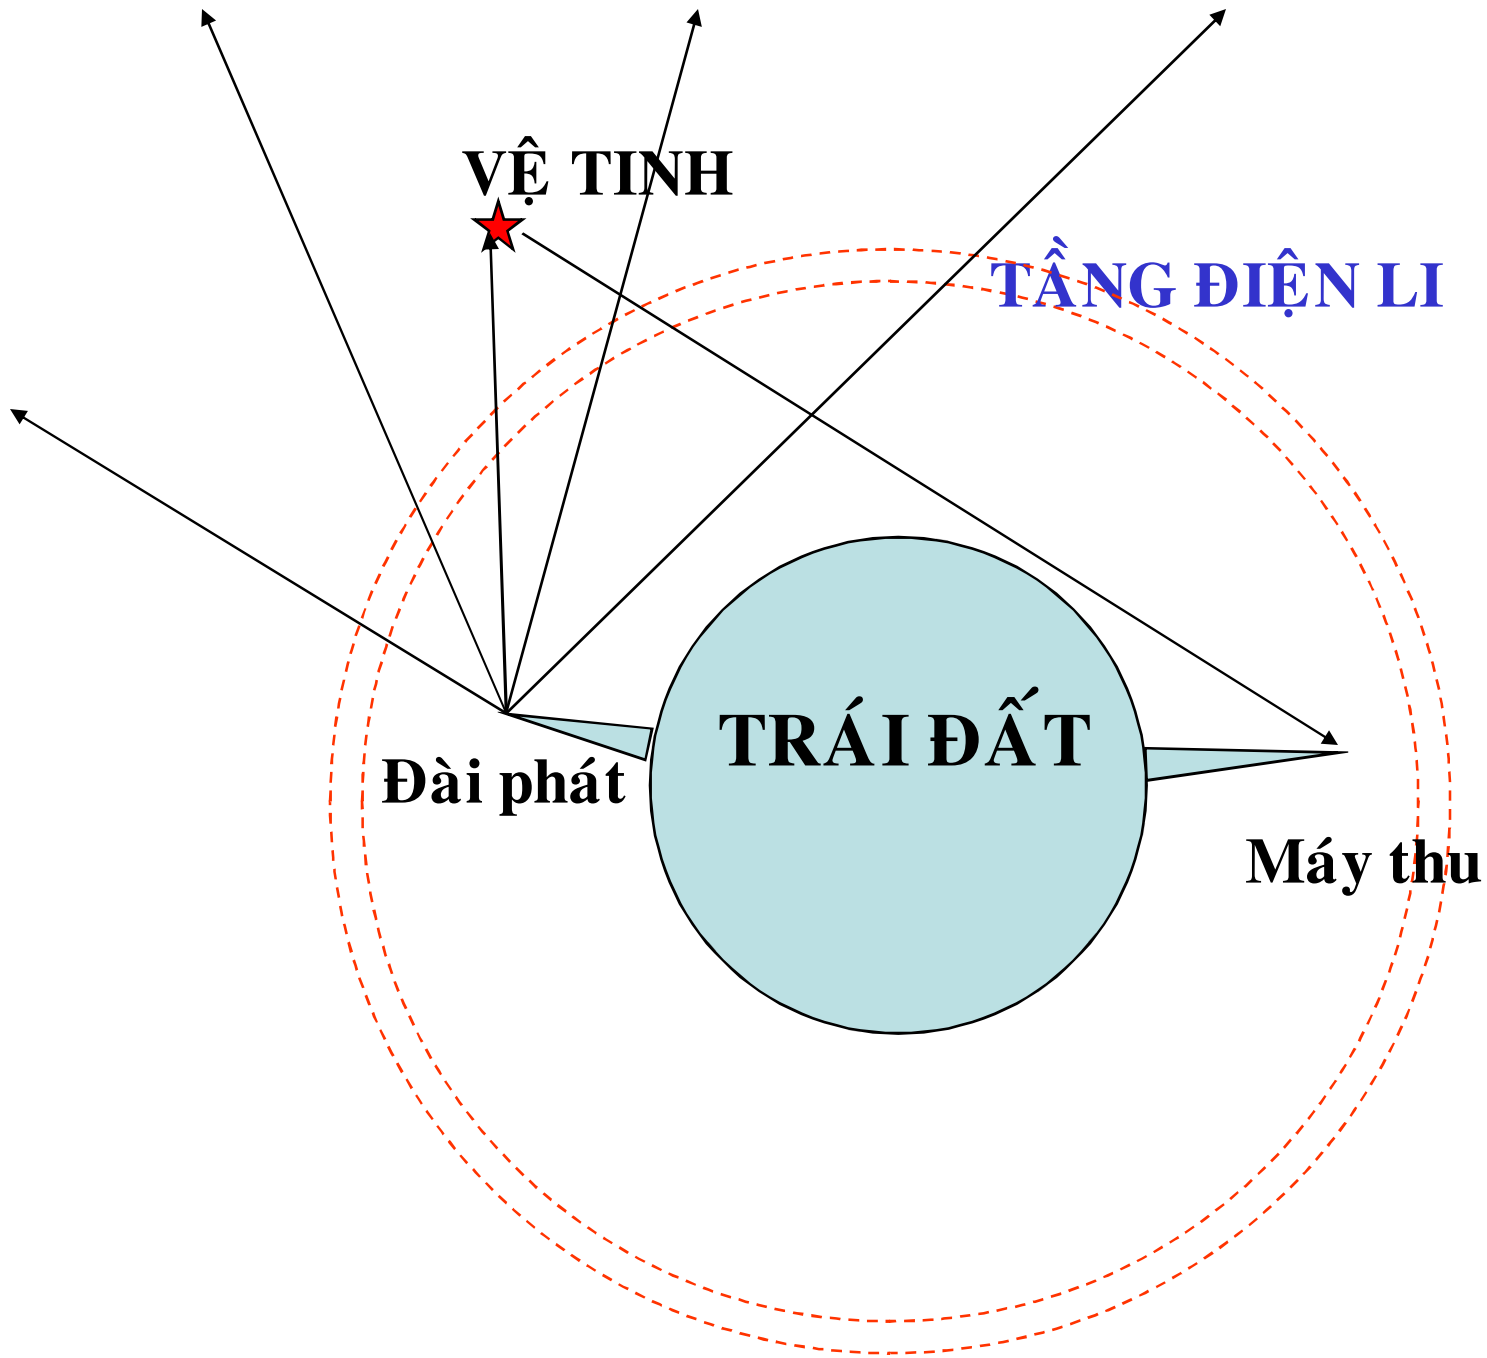 VỆ TINH
TẦNG ĐIỆN LI
TRÁI ĐẤT
Đài phát
Máy thu